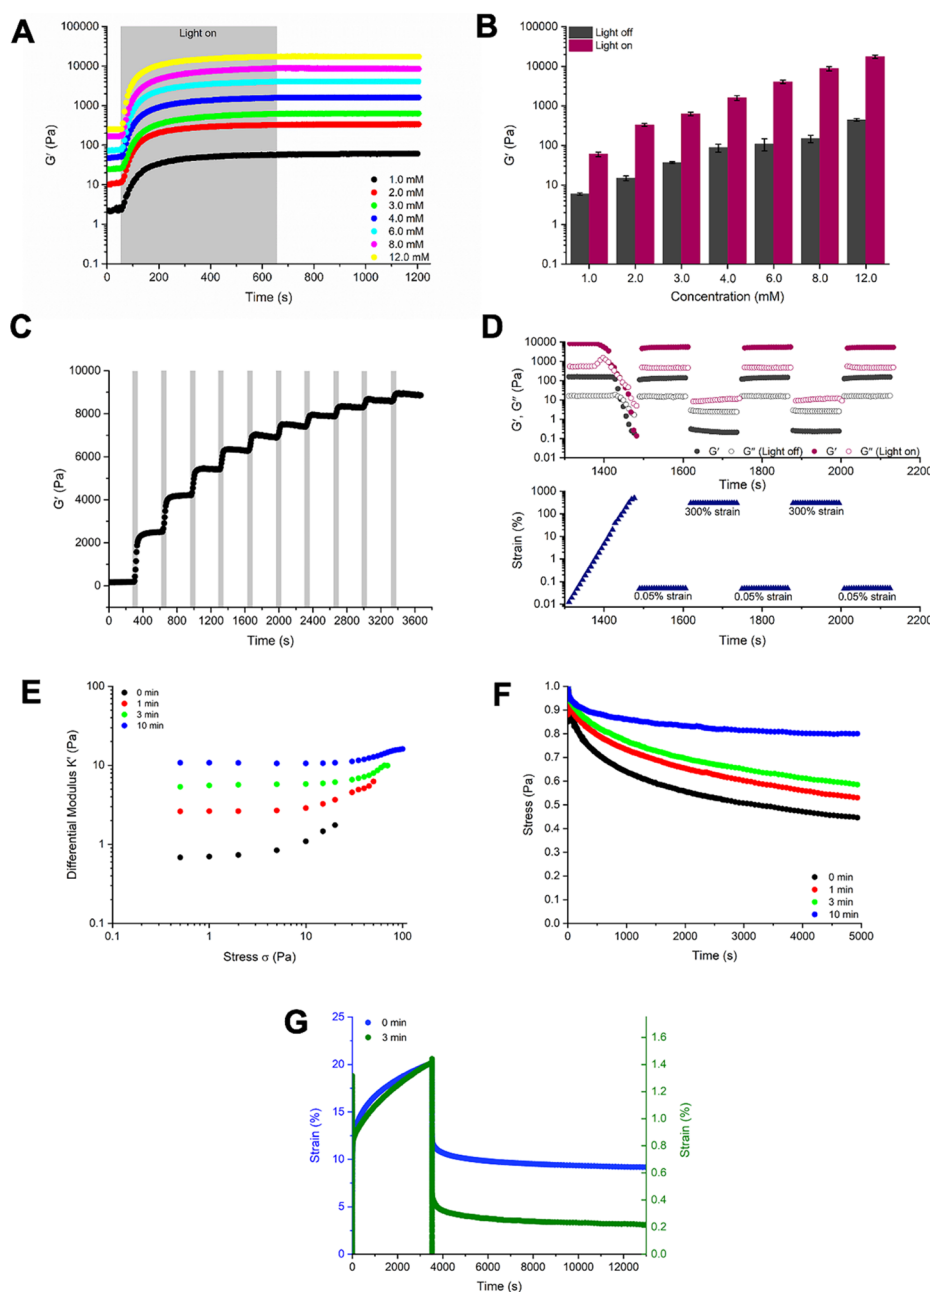 A
Light on
100000
10000
1000
100
10
1
0.1
G' (Pa)
1.0 mM
2.0 mM
3.0 mM
4.0 mM
6.0 mM
8.0 mM
12.0 mM
0 200 400 600 800 1000 1200
Time (s)
B
Light off
Light on
100000
10000
1000
100
10
1
0.1
G' (Pa)
1.0 2.0 3.0 4.0 6.0 8.0 12.0
Concentration (mM)
C
10000
8000
6000
4000
2000
0
G' (Pa)
0 400 800 1200 1600 2000 2400 2800 3200 3600
Time (s)
D
10000
1000
100
10
1
0.1
0.01
G', G'' (Pa)
G' G'' (Light off) G' G'' (Light on)
1400 1600 1800 2000 2200
Time (s)
1000
100
10
1
0.1
0.01
Strain (%)
300% strain 300% strain
0.05% strain 0.05% strain 0.05% strain
1300 1400 1600 1800 2000 2200
Time (s)
E
0 min
1 min
3 min
10 min
100
10
1
0.1
Differential Modulus K' (Pa)
0.1 1 10 100
Stress σ (Pa)
F
1.0
0.9
0.8
0.7
0.6
0.5
0.4
0.3
0.2
0.1
0.0
Stress (Pa)
0 min
1 min
3 min
10 min
0 1000 2000 3000 4000 5000
Time (s)
G
0 min
3 min
25
20
15
10
5
0
Strain (%)
1.6
1.4
1.2
1.0
0.8
0.6
0.4
0.2
0.0
Strain (%)
0 2000 4000 6000 8000 10000 12000
Time (s)